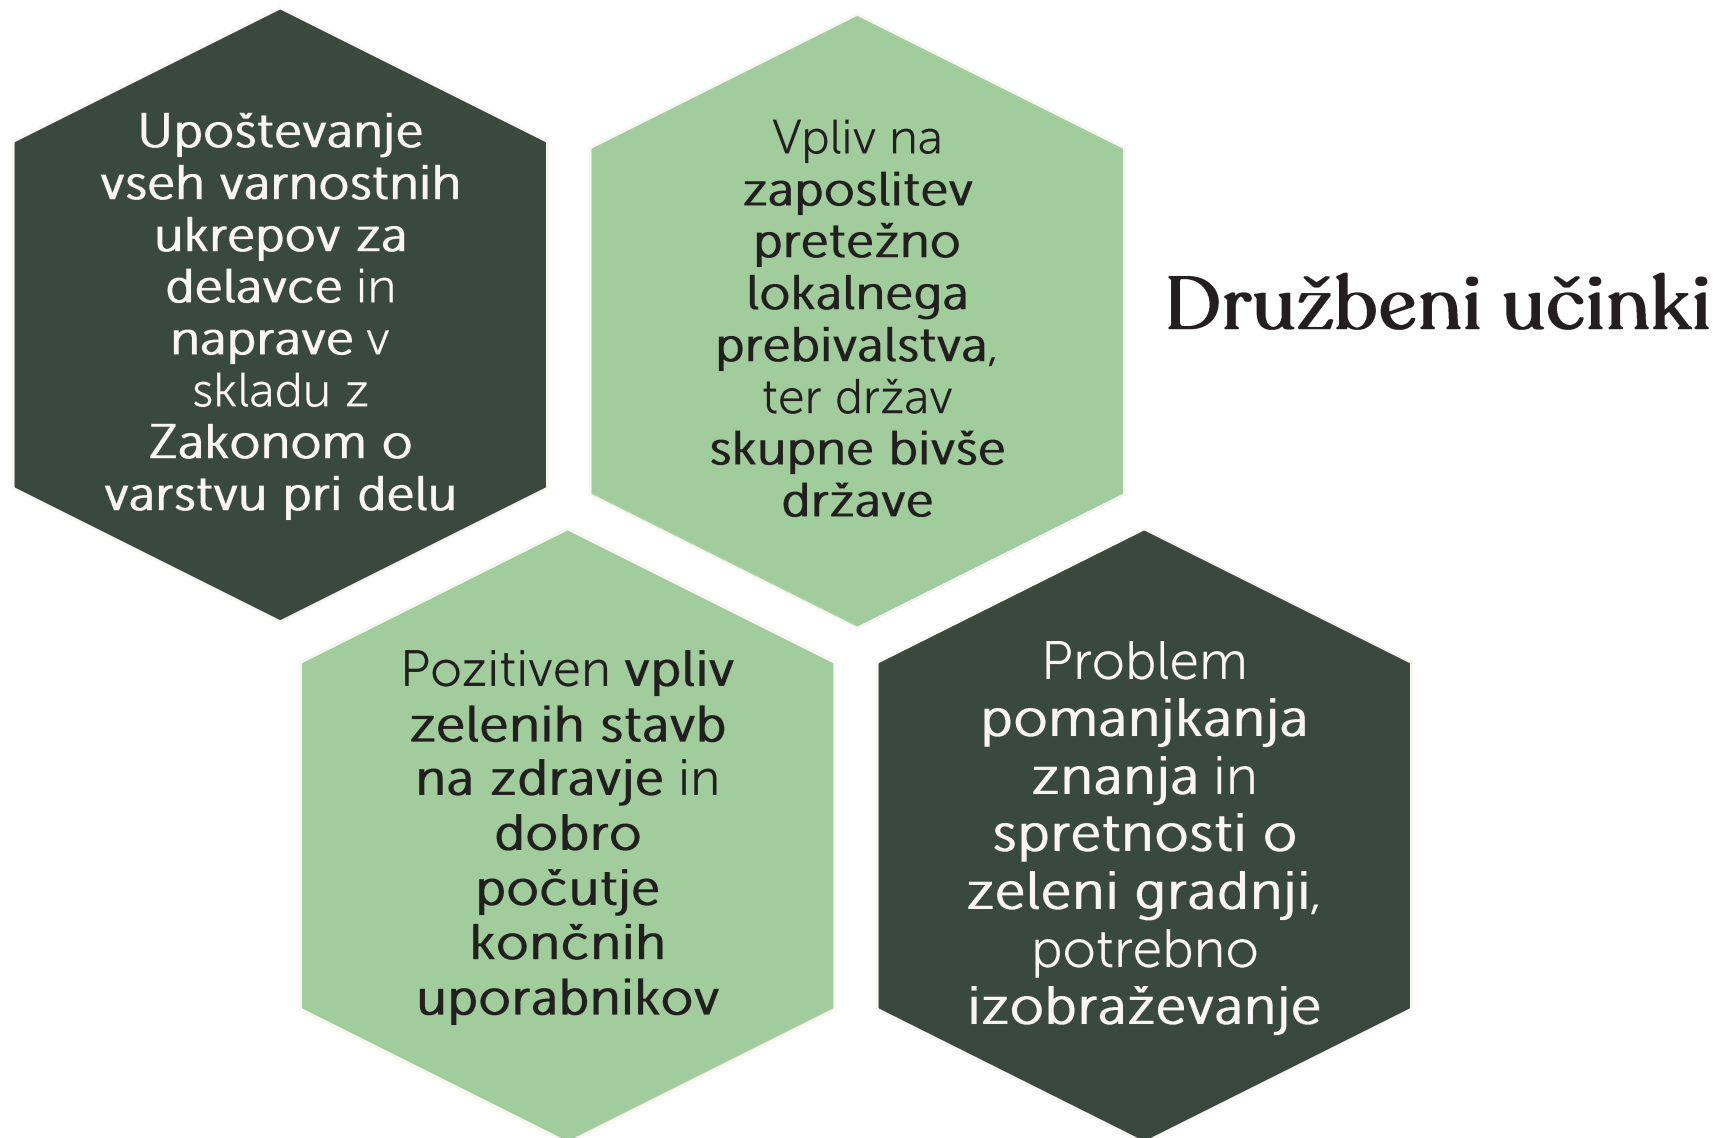 Upoštevanje
vseh varnostnih
ukrepov za
delavce in
naprave v
skladu z
Zakonom o
varstvu pri delu
Vpliv na
zaposlitev
pretežno
lokalnega
prebivalstva,
ter držav
skupne bivše
države
Družbeni učinki
Pozitiven vpliv
zelenih stavb
na zdravje in
dobro
počutje
končnih
uporabnikov
Problem
pomanjkanja
znanja in
spretnosti o
zeleni gradnji,
potrebno
izobraževanje